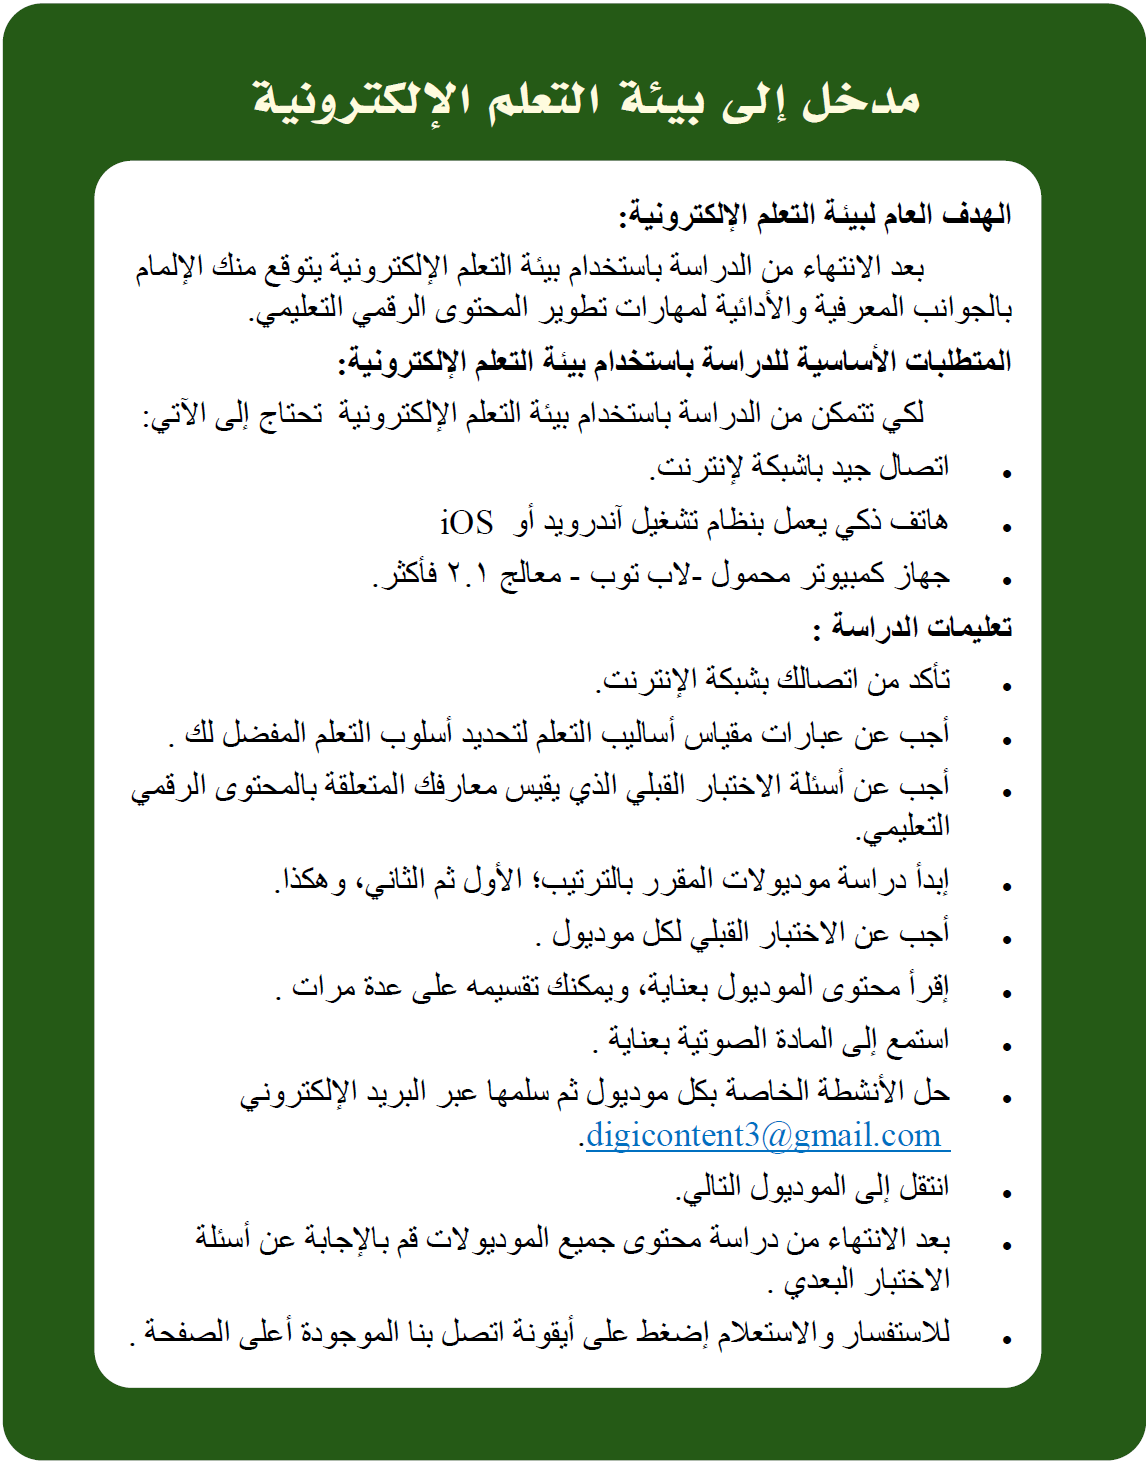 مدخل إلى بيئة التعلم الإلكترونية
الهدف العام لبيئة التعلم الإلكترونية:
بعد الانتهاء من الدراسة باستخدام بيئة التعلم الإلكترونية يتوقع منك الإلمام
بالجوانب المعرفية والأدائية لمهارات تطوير المحتوى الرقمي التعليمي.
المتطلبات الأساسية للدراسة باستخدام بيئة التعلم الإلكترونية:
لكي تتمكن من الدراسة باستخدام بيئة التعلم الإلكترونية تحتاج إلى الآتي:
• اتصال جيد باشبكة لإنترنت.
• هاتف ذكي يعمل بنظام تشغيل آندرويد أو iOS
• جهاز كمبيوتر محمول -لاب توب - معالج ٢.١ فأكثر.
تعليمات الدراسة :
• تأكد من اتصالك بشبكة الإنترنت.
• أجب عن عبارات مقياس أساليب التعلم لتحديد أسلوب التعلم المفضل لك .
• أجب عن أسئلة الاختبار القبلي الذي يقيس معارفك المتعلقة بالمحتوى الرقمي
التعليمي.
• إبدأ دراسة موديولات المقرر بالترتيب؛ الأول ثم الثاني، وهكذا.
• أجب عن الاختبار القبلي لكل موديول .
• إقرأ محتوى الموديول بعناية، ويمكنك تقسيمه على عدة مرات .
• استمع إلى المادة الصوتية بعناية .
• حل الأنشطة الخاصة بكل موديول ثم سلمها عبر البريد الإلكتروني
digicontent3@gmail.com.
• انتقل إلى الموديول التالي.
• بعد الانتهاء من دراسة محتوى جميع الموديولات قم بالإجابة عن أسئلة
الاختبار البعدي .
• للاستفسار والاستعلام إضغط على أيقونة اتصل بنا الموجودة أعلى الصفحة .